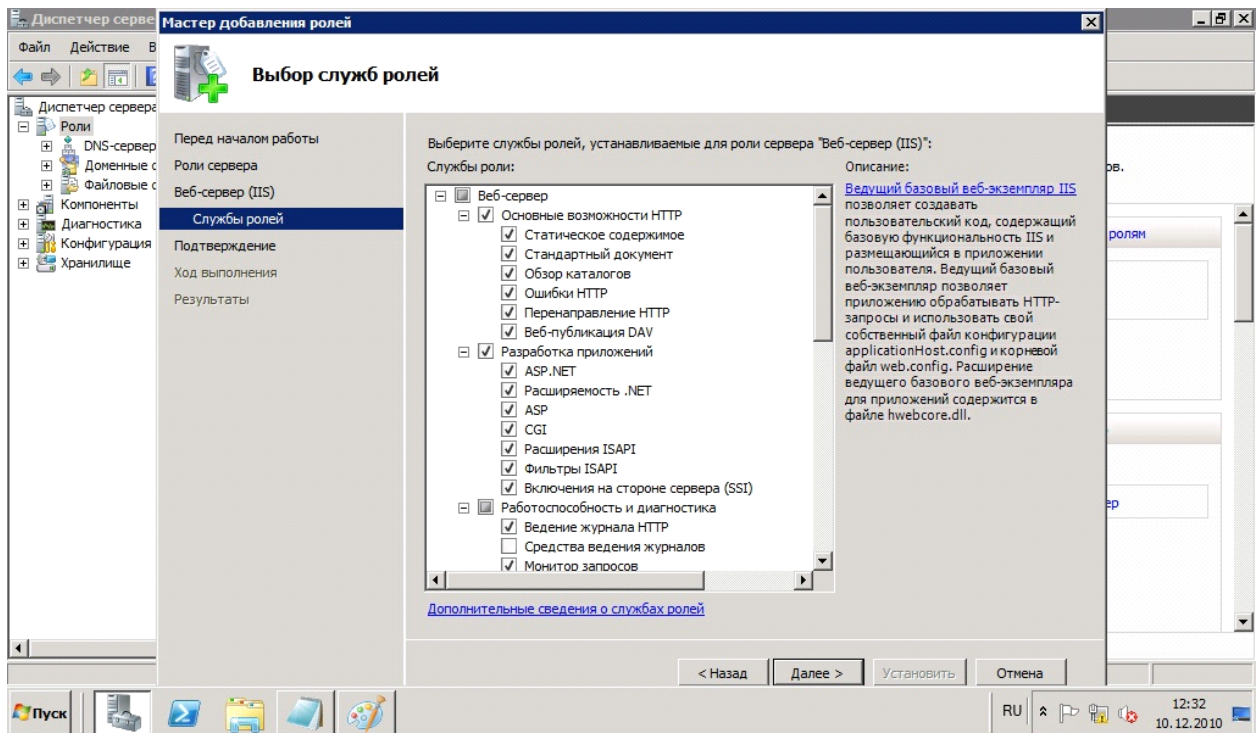 Диспетчер серве
Мастер добавления ролей
Файл Действие В
Выбор служб ролей
Диспетчер сервера
Роли
DNS-сервер
Доменные с
Файловые с
Компоненты
Диагностика
Конфигурация
Хранилище
Перед началом работы
Роли сервера
Веб-сервер (IIS)
Службы ролей
Подтверждение
Ход выполнения
Результаты
Выберите службы ролей, устанавливаемые для роли сервера "Веб-сервер (IIS)":
Службы роли:
Веб-сервер
Основные возможности HTTP
Статическое содержимое
Стандартный документ
Обзор каталогов
Ошибки HTTP
Перенаправление HTTP
Веб-публикация DAV
Разработка приложений
ASP.NET
Расширяемость .NET
ASP
CGI
Расширения ISAPI
Фильтры ISAPI
Включения на стороне сервера (SSI)
Работоспособность и диагностика
Ведение журнала HTTP
Средства ведения журналов
Монитор запросов
Дополнительные сведения о службах ролей
Описание:
Ведущий базовый веб-экземпляр IIS
позволяет создавать
пользовательский код, содержащий
базовую функциональность IIS и
размещающийся в приложении
пользователя. Ведущий базовый
веб-экземпляр позволяет
приложению обрабатывать HTTP-
запросы и использовать свой
собственный файл конфигурации
applicationHost.config и корневой
файл web.config. Расширение
ведущего базового веб-экземпляра
для приложений содержится в
файле hwebcore.dll.
ов.
ролям
ер
< Назад
Далее >
Установить
Отмена
Пуск
RU
12:32
10.12.2010